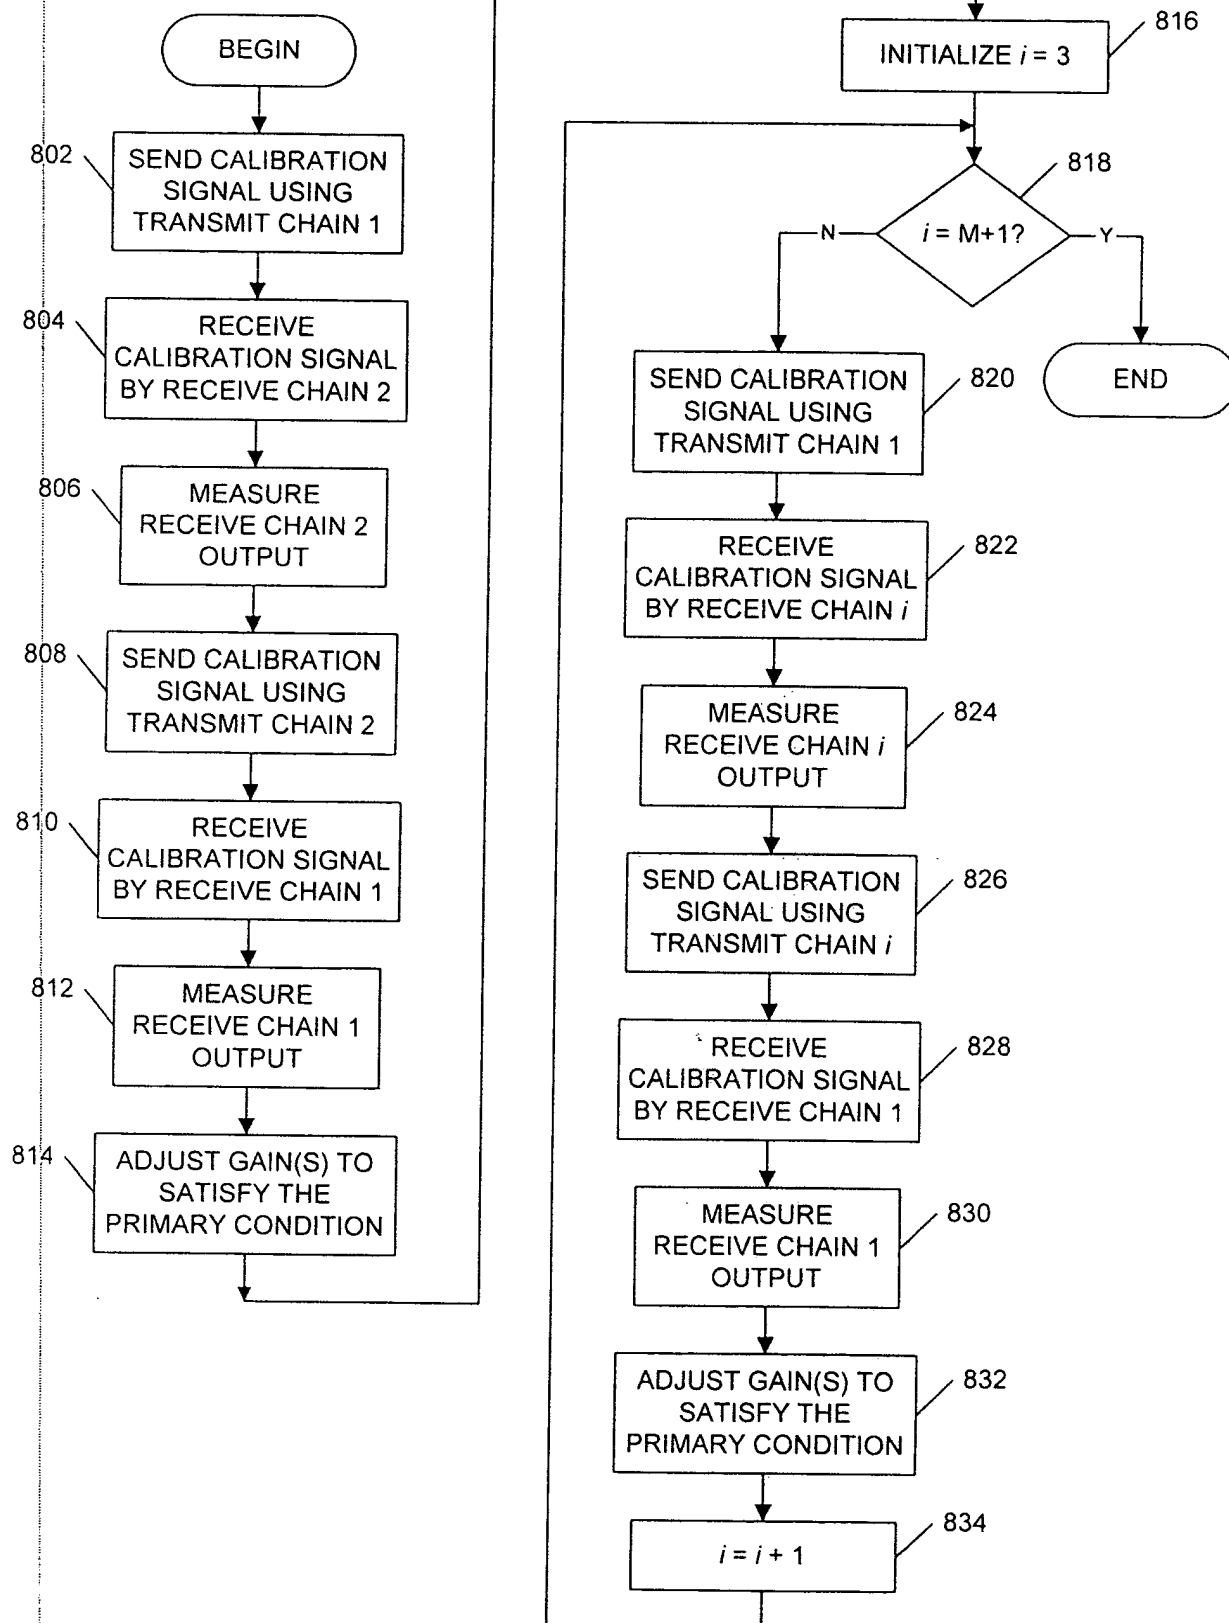 BEGIN
802
SEND CALIBRATION
SIGNAL USING
TRANSMIT CHAIN 1
804
RECEIVE
CALIBRATION SIGNAL
BY RECEIVE CHAIN 2
806
MEASURE
RECEIVE CHAIN 2
OUTPUT
808
SEND CALIBRATION
SIGNAL USING
TRANSMIT CHAIN 2
810
RECEIVE
CALIBRATION SIGNAL
BY RECEIVE CHAIN 1
812
MEASURE
RECEIVE CHAIN 1
OUTPUT
814
ADJUST GAIN(S) TO
SATISFY THE
PRIMARY CONDITION
816
INITIALIZE i = 3
818
i = M+1?
N
Y
END
820
SEND CALIBRATION
SIGNAL USING
TRANSMIT CHAIN 1
822
RECEIVE
CALIBRATION SIGNAL
BY RECEIVE CHAIN i
824
MEASURE
RECEIVE CHAIN i
OUTPUT
826
SEND CALIBRATION
SIGNAL USING
TRANSMIT CHAIN i
828
RECEIVE
CALIBRATION SIGNAL
BY RECEIVE CHAIN 1
830
MEASURE
RECEIVE CHAIN 1
OUTPUT
832
ADJUST GAIN(S) TO
SATISFY THE
PRIMARY CONDITION
834
i = i + 1